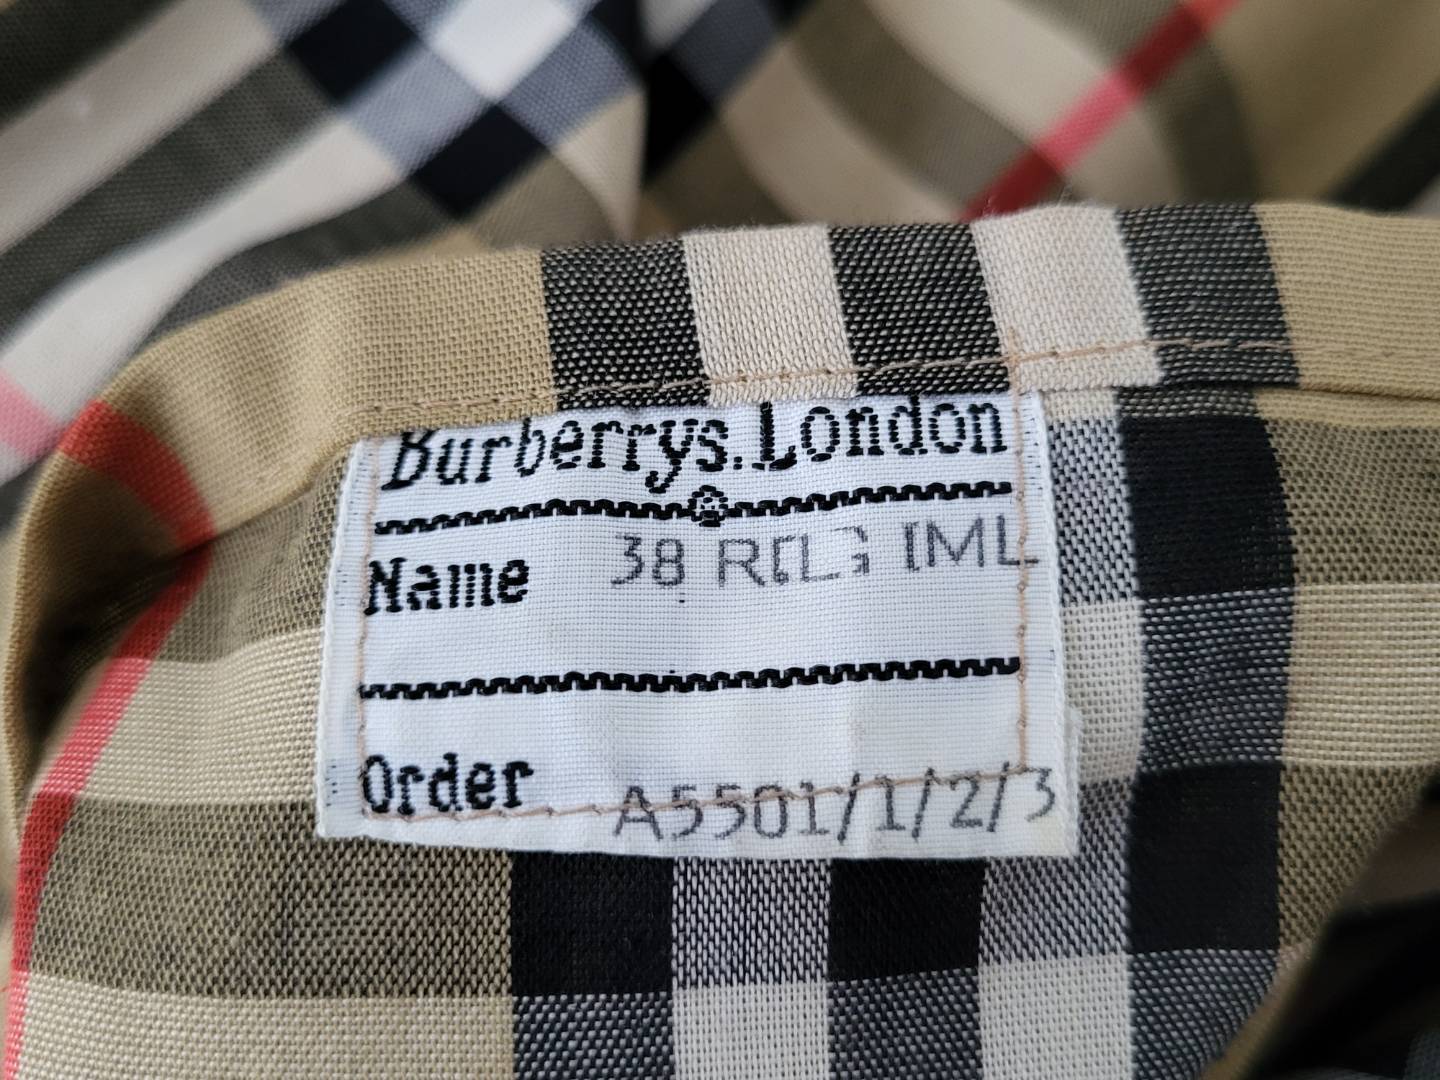 Burberrys. London
Name 38 REG IML
Order A5501/1/2/3